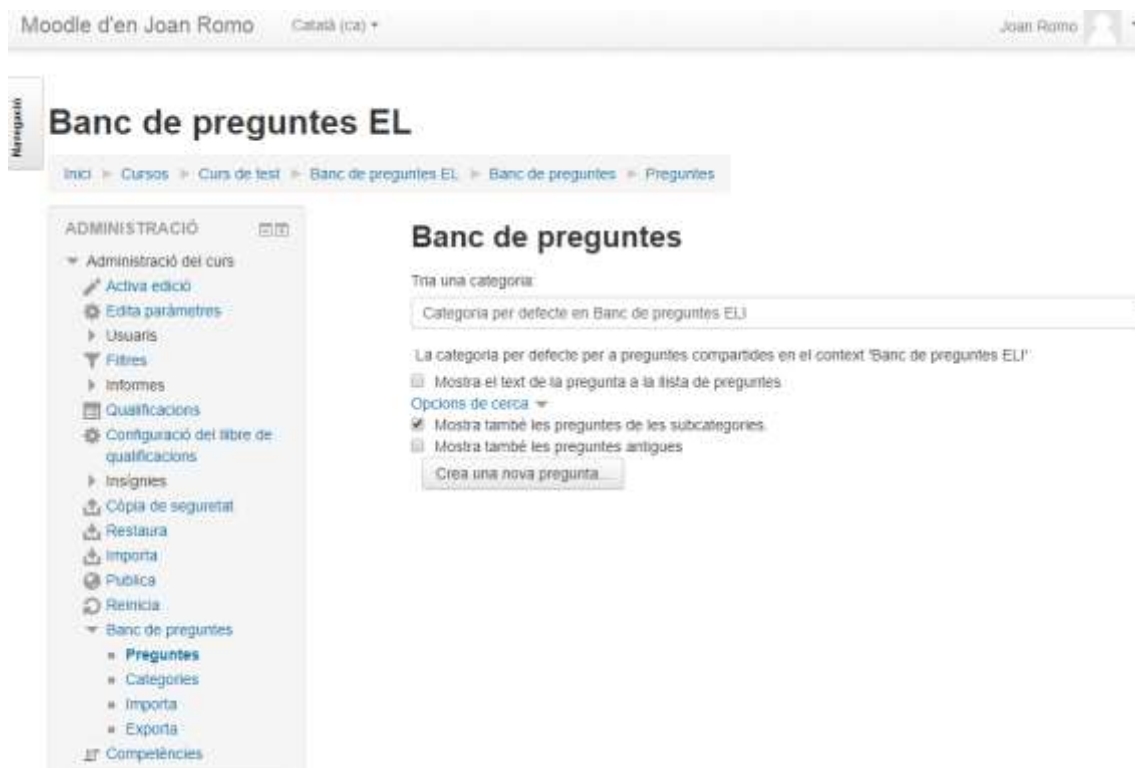 Moodle d'en Joan Romo Català (ca) Joan Romo
Navegació
Banc de preguntes EL
Inici Cursos Curs de test Banc de preguntes EL Banc de preguntes Preguntes
ADMINISTRACIÓ
Administració del curs
Activa edició
Edita paràmetres
Usuaris
Filtres
Informes
Qualificacions
Configuració del llibre de
qualificacions
Insígnies
Còpia de seguretat
Restaura
Importa
Publica
Reinicia
Banc de preguntes
Preguntes
Categories
Importa
Exporta
Competències
Banc de preguntes
Tria una categoria:
Categoria per defecte en Banc de preguntes ELI
La categoria per defecte per a preguntes compartides en el context 'Banc de preguntes ELI'
Mostra el text de la pregunta a la llista de preguntes
Opcions de cerca
Mostra també les preguntes de les subcategories.
Mostra també les preguntes antigues
Crea una nova pregunta...